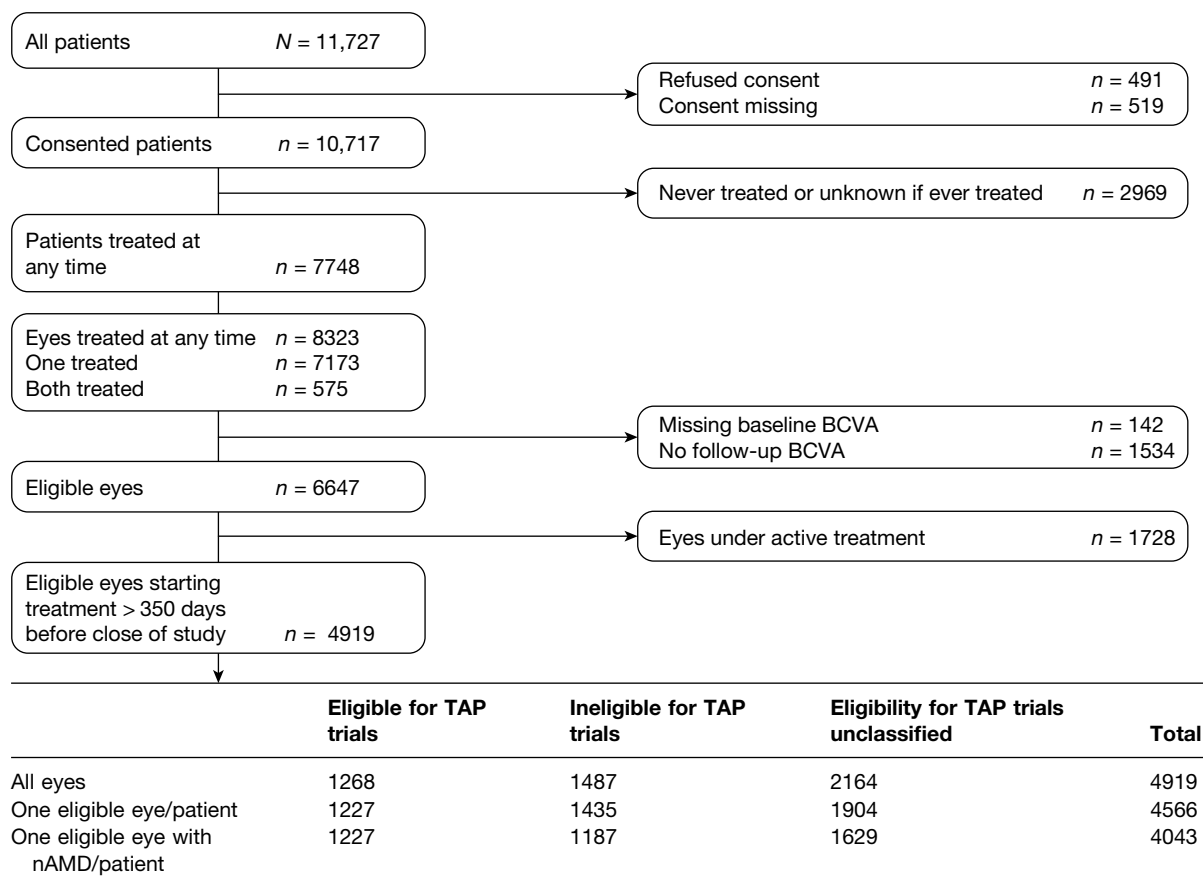 All patients N = 11,727
Refused consent n = 491
Consent missing n = 519
Consented patients n = 10,717
Never treated or unknown if ever treated n = 2969
Patients treated at
any time n = 7748
Eyes treated at any time n = 8323
One treated n = 7173
Both treated n = 575
Missing baseline BCVA n = 142
No follow-up BCVA n = 1534
Eligible eyes n = 6647
Eyes under active treatment n = 1728
Eligible eyes starting
treatment > 350 days
before close of study n = 4919
Eligible for TAP Ineligible for TAP Eligibility for TAP trials
trials trials unclassified Total
All eyes 1268 1487 2164 4919
One eligible eye/patient 1227 1435 1904 4566
One eligible eye with 1227 1187 1629 4043
nAMD/patient